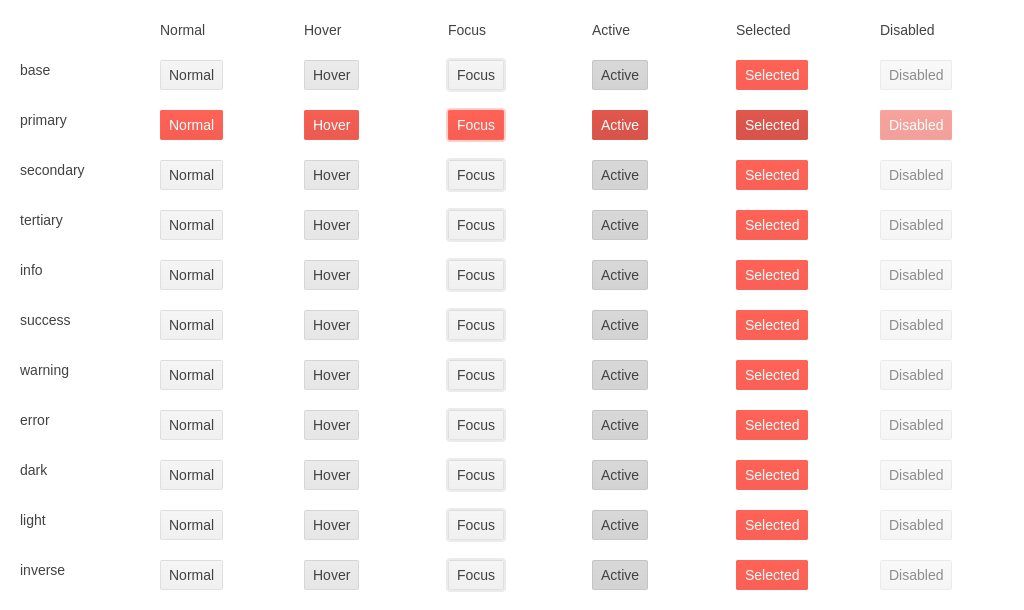 Normal Hover Focus Active Selected Disabled
base Normal Hover Focus Active Selected Disabled
primary Normal Hover Focus Active Selected Disabled
secondary Normal Hover Focus Active Selected Disabled
tertiary Normal Hover Focus Active Selected Disabled
info Normal Hover Focus Active Selected Disabled
success Normal Hover Focus Active Selected Disabled
warning Normal Hover Focus Active Selected Disabled
error Normal Hover Focus Active Selected Disabled
dark Normal Hover Focus Active Selected Disabled
light Normal Hover Focus Active Selected Disabled
inverse Normal Hover Focus Active Selected Disabled